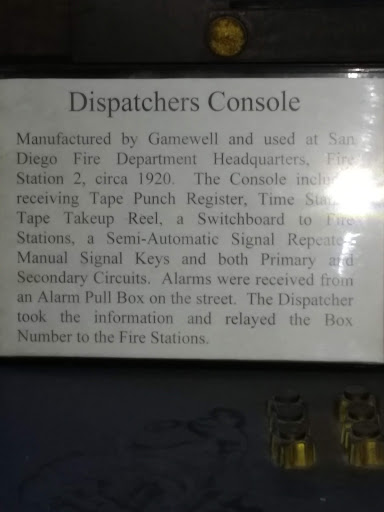 Dispatchers Console
Manufactured by Gamewell and used at San
Diego Fire Department Headquarters, Fire
Station 2, circa 1920. The Console
receiving Tape Punch Register, Time
Tape Takeup Reel, a Switchboard to Fire
Stations, a Semi-Automatic Signal
Manual Signal Keys and both Primary and
Secondary Circuits. Alarms were received from
an Alarm Pull Box on the street. The Dispatcher
took the information and relayed the Box
Number to the Fire Stations.